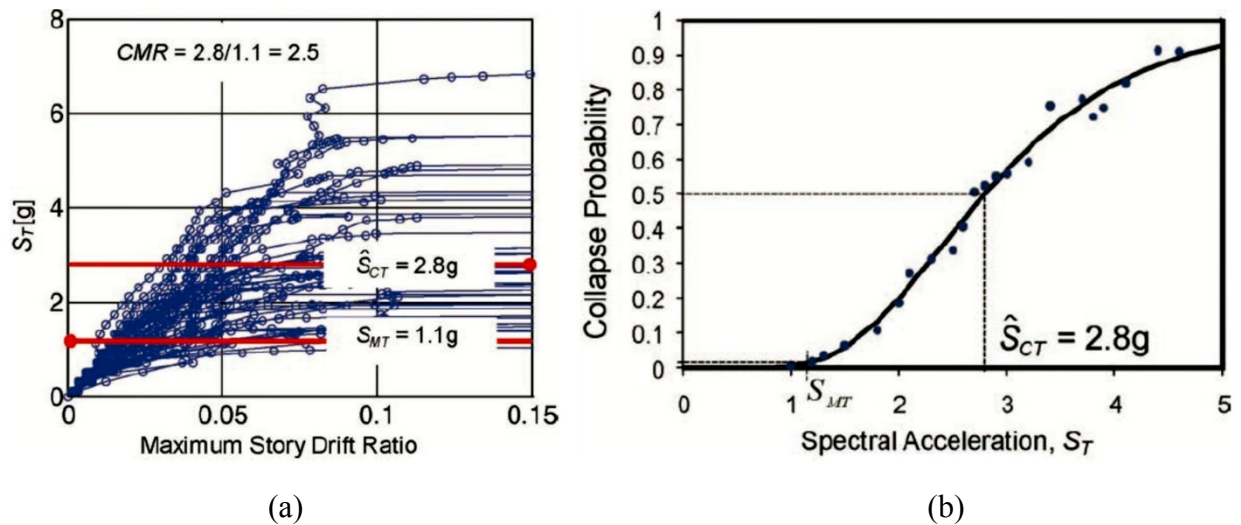 CMR = 2.8/1.1 = 2.5
S_T [g]
8
6
4
2
0
Ŝ_CT = 2.8g
S_MT = 1.1g
0 0.05 0.1 0.15
Maximum Story Drift Ratio
(a)
Collapse Probability
1
0.9
0.8
0.7
0.6
0.5
0.4
0.3
0.2
0.1
0
Ŝ_CT = 2.8g
S_MT
0 1 2 3 4 5
Spectral Acceleration, S_T
(b)